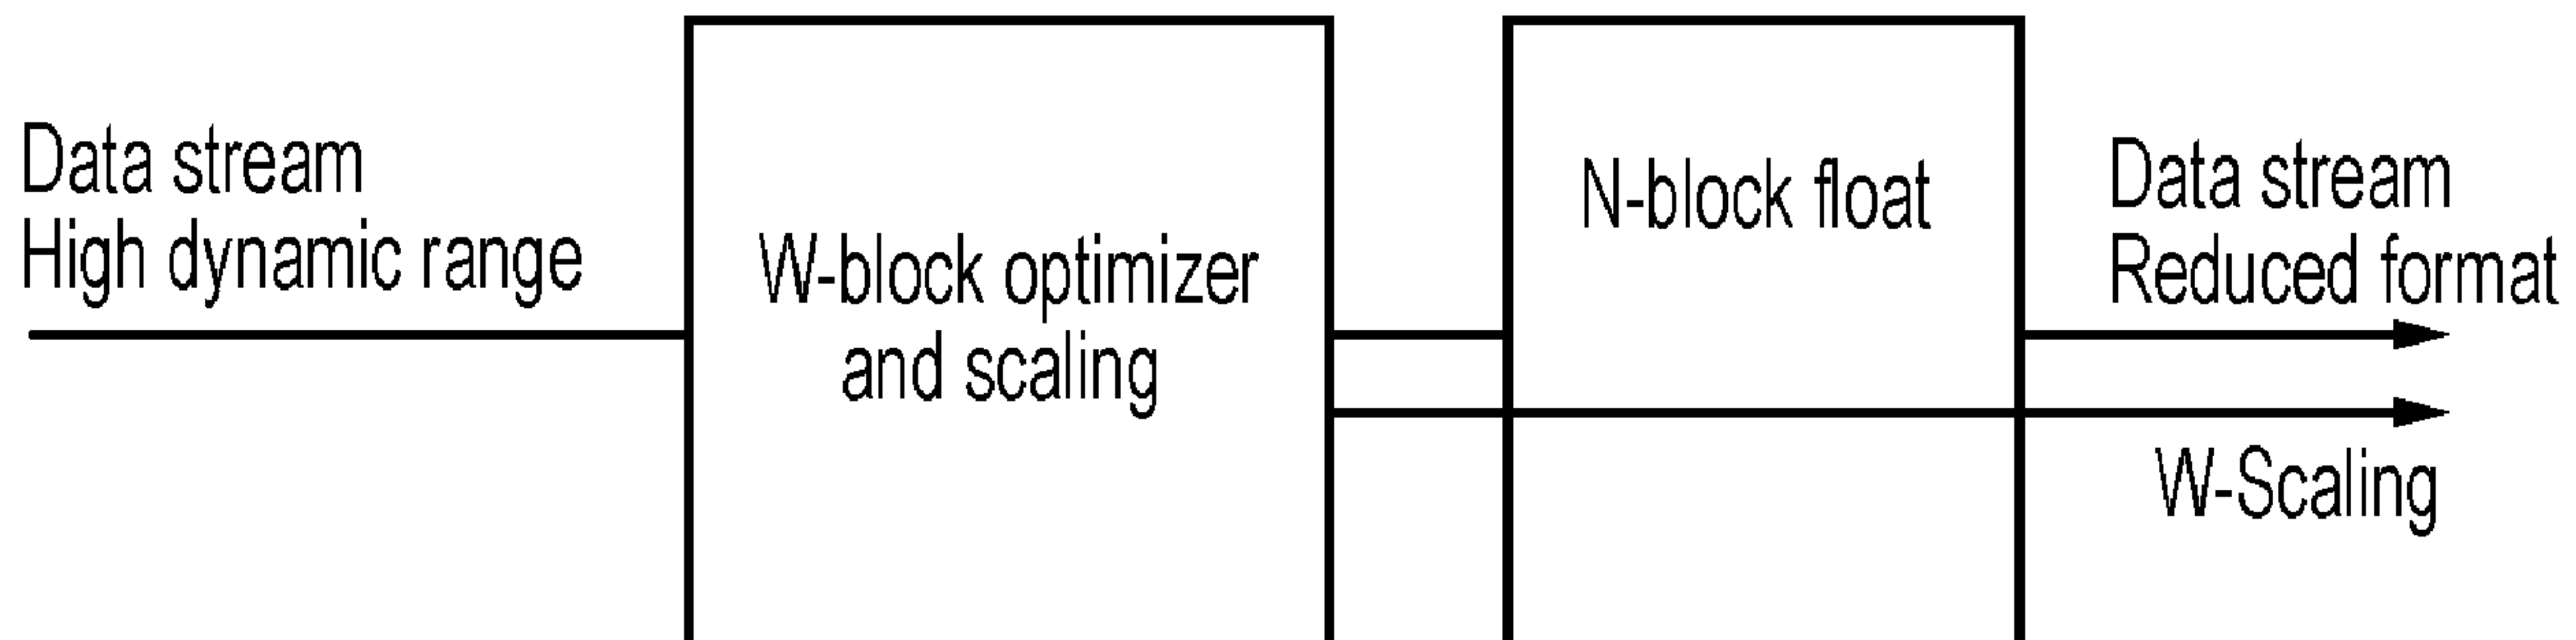 Data stream
High dynamic range
W-block optimizer
and scaling
N-block float
Data stream
Reduced format
W-Scaling